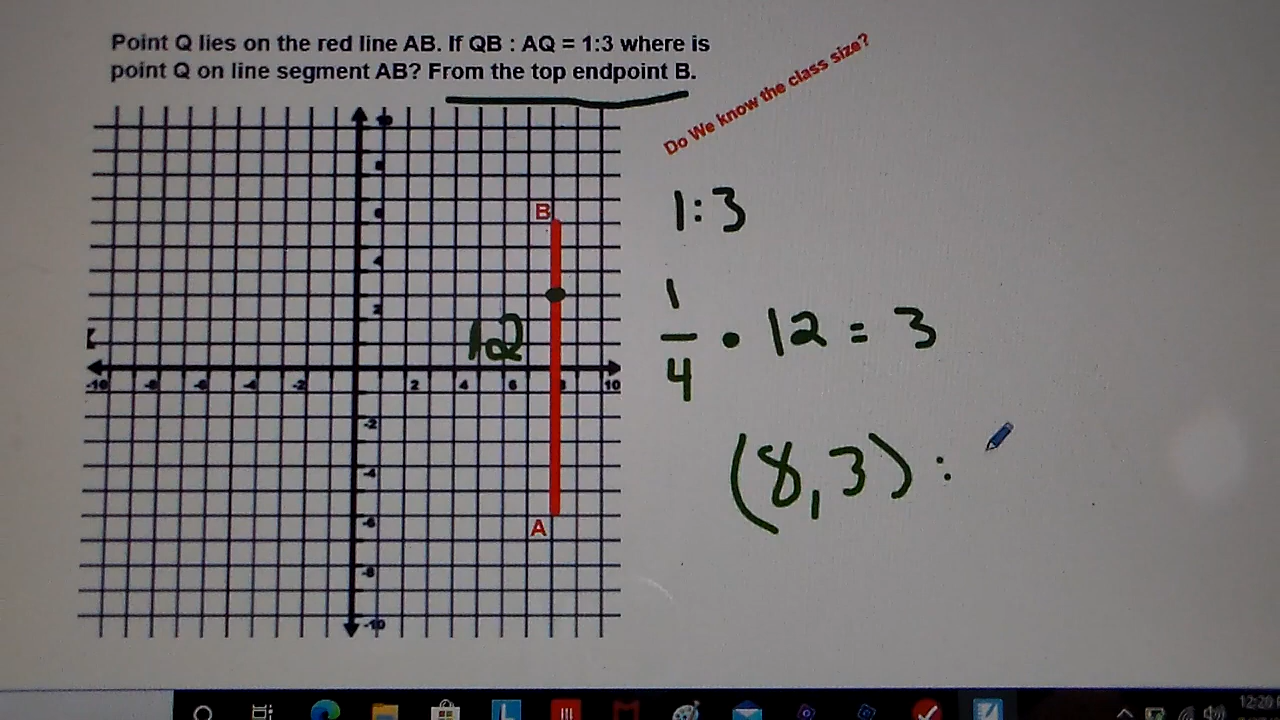 Point Q lies on the red line AB. If QB : AQ = 1:3 where is
point Q on line segment AB? From the top endpoint B.
Do We know the class size?
1:3
B
4
2
12
1/4 • 12 = 3
-10 -8 -6 -4 -2 2 4 6 8 10
-2
(8,3) :
-4
-6
A
-8
-10
12:20